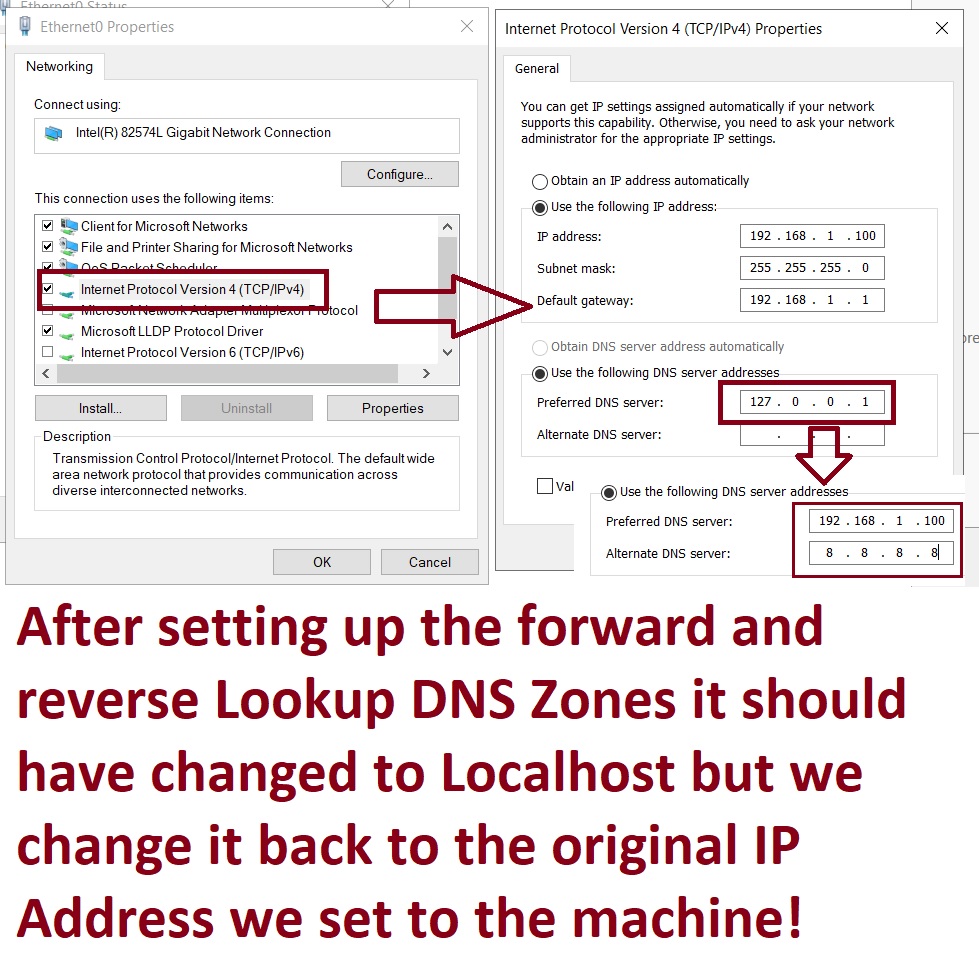 Ethernet0 Status
Ethernet0 Properties
Networking
Connect using:
Intel(R) 82574L Gigabit Network Connection
Configure...
This connection uses the following items:
Client for Microsoft Networks
File and Printer Sharing for Microsoft Networks
QoS Packet Scheduler
Internet Protocol Version 4 (TCP/IPv4)
Microsoft Network Adapter Multiplexor Protocol
Microsoft LLDP Protocol Driver
Internet Protocol Version 6 (TCP/IPv6)
Install...
Uninstall
Properties
Description
Transmission Control Protocol/Internet Protocol. The default wide
area network protocol that provides communication across
diverse interconnected networks.
OK
Cancel
Internet Protocol Version 4 (TCP/IPv4) Properties
General
You can get IP settings assigned automatically if your network
supports this capability. Otherwise, you need to ask your network
administrator for the appropriate IP settings.
Obtain an IP address automatically
Use the following IP address:
IP address: 192 . 168 . 1 . 100
Subnet mask: 255 . 255 . 255 . 0
Default gateway: 192 . 168 . 1 . 1
Obtain DNS server address automatically
Use the following DNS server addresses
Preferred DNS server: 127 . 0 . 0 . 1
Alternate DNS server: . . .
Val
Use the following DNS server addresses
Preferred DNS server: 192 . 168 . 1 . 100
Alternate DNS server: 8 . 8 . 8 . 8
After setting up the forward and
reverse Lookup DNS Zones it should
have changed to Localhost but we
change it back to the original IP
Address we set to the machine!